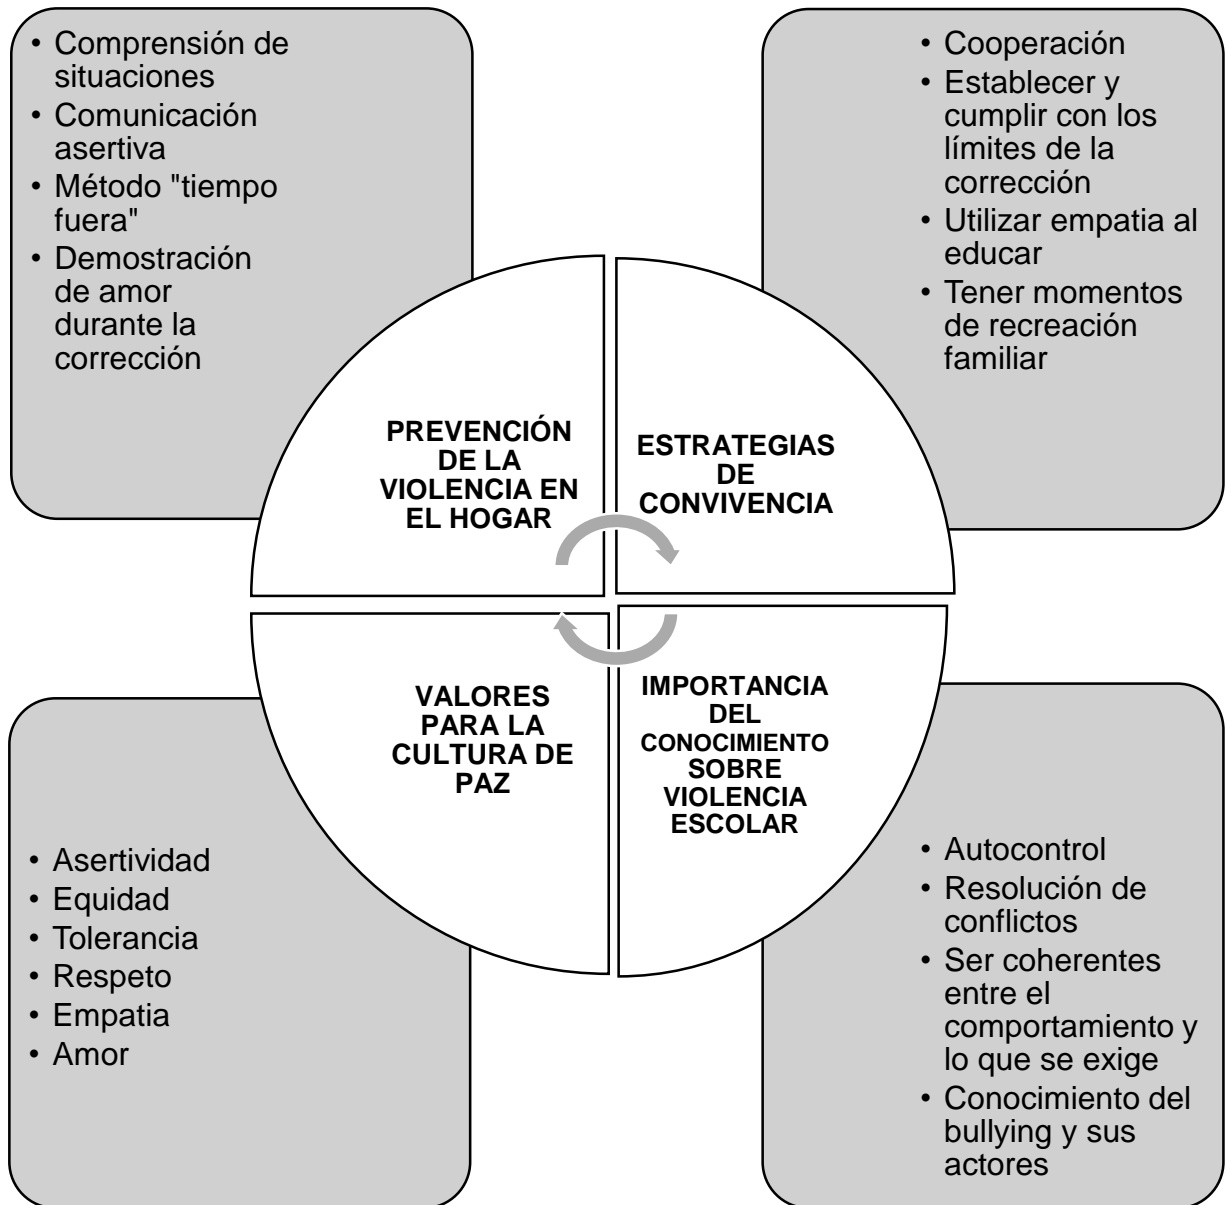 • Comprensión de
situaciones
• Comunicación
asertiva
• Método "tiempo
fuera"
• Demostración
de amor
durante la
corrección
• Cooperación
• Establecer y
cumplir con los
límites de la
corrección
• Utilizar empatia al
educar
• Tener momentos
de recreación
familiar
PREVENCIÓN
DE LA
VIOLENCIA EN
EL HOGAR
ESTRATEGIAS
DE
CONVIVENCIA
VALORES
PARA LA
CULTURA DE
PAZ
IMPORTANCIA
DEL
CONOCIMIENTO
SOBRE
VIOLENCIA
ESCOLAR
• Asertividad
• Equidad
• Tolerancia
• Respeto
• Empatia
• Amor
• Autocontrol
• Resolución de
conflictos
• Ser coherentes
entre el
comportamiento y
lo que se exige
• Conocimiento del
bullying y sus
actores